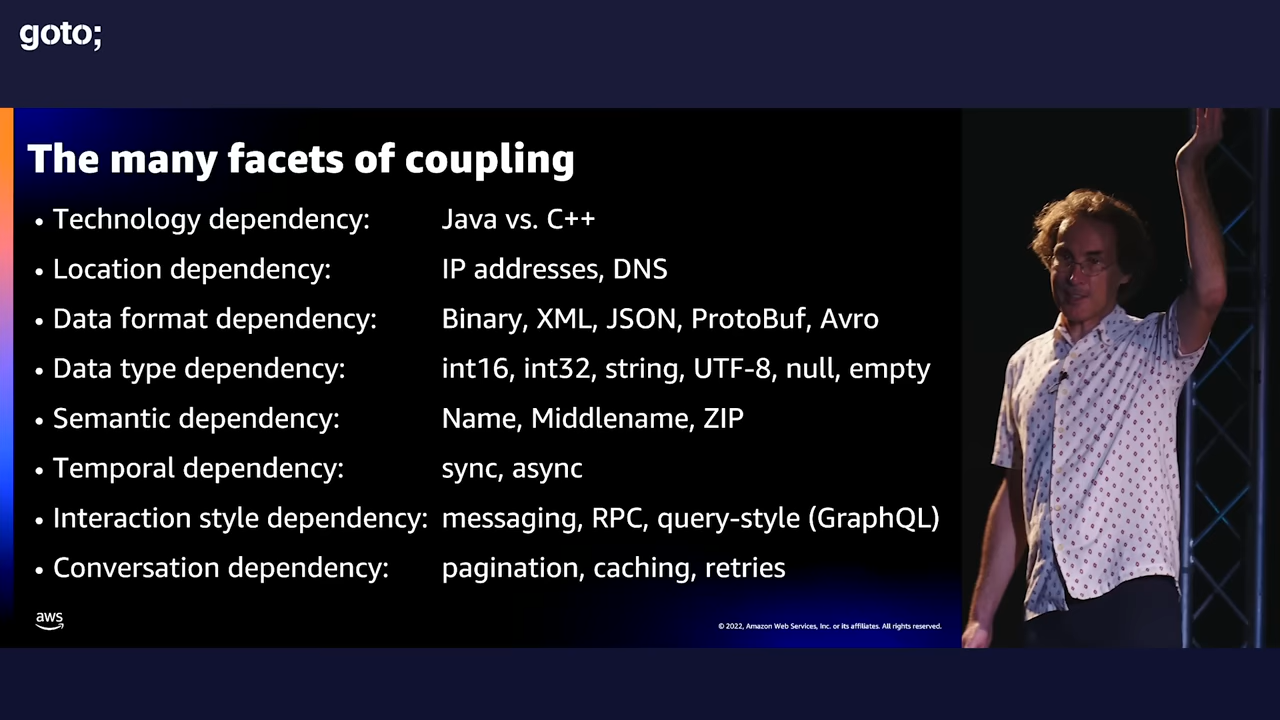 goto;
The many facets of coupling
• Technology dependency: Java vs. C++
• Location dependency: IP addresses, DNS
• Data format dependency: Binary, XML, JSON, ProtoBuf, Avro
• Data type dependency: int16, int32, string, UTF-8, null, empty
• Semantic dependency: Name, Middlename, ZIP
• Temporal dependency: sync, async
• Interaction style dependency: messaging, RPC, query-style (GraphQL)
• Conversation dependency: pagination, caching, retries
aws
© 2022, Amazon Web Services, Inc. or its affiliates. All rights reserved.